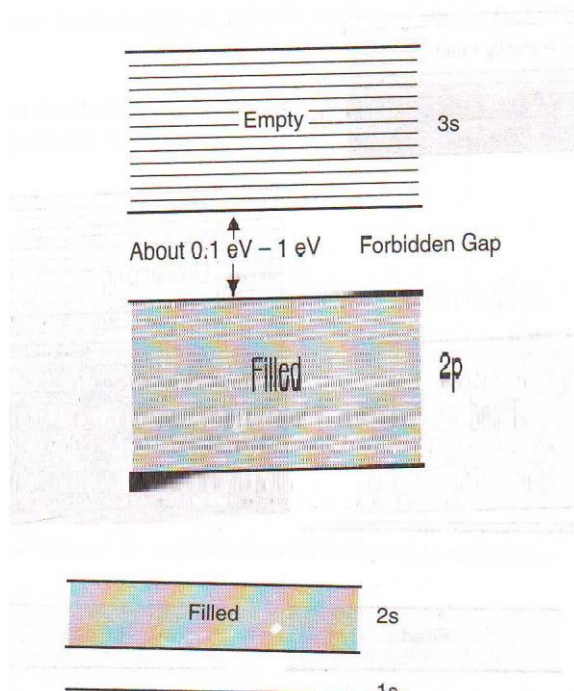 Empty
3s
About 0.1 eV – 1 eV Forbidden Gap
Filled
2p
Filled
2s
1s